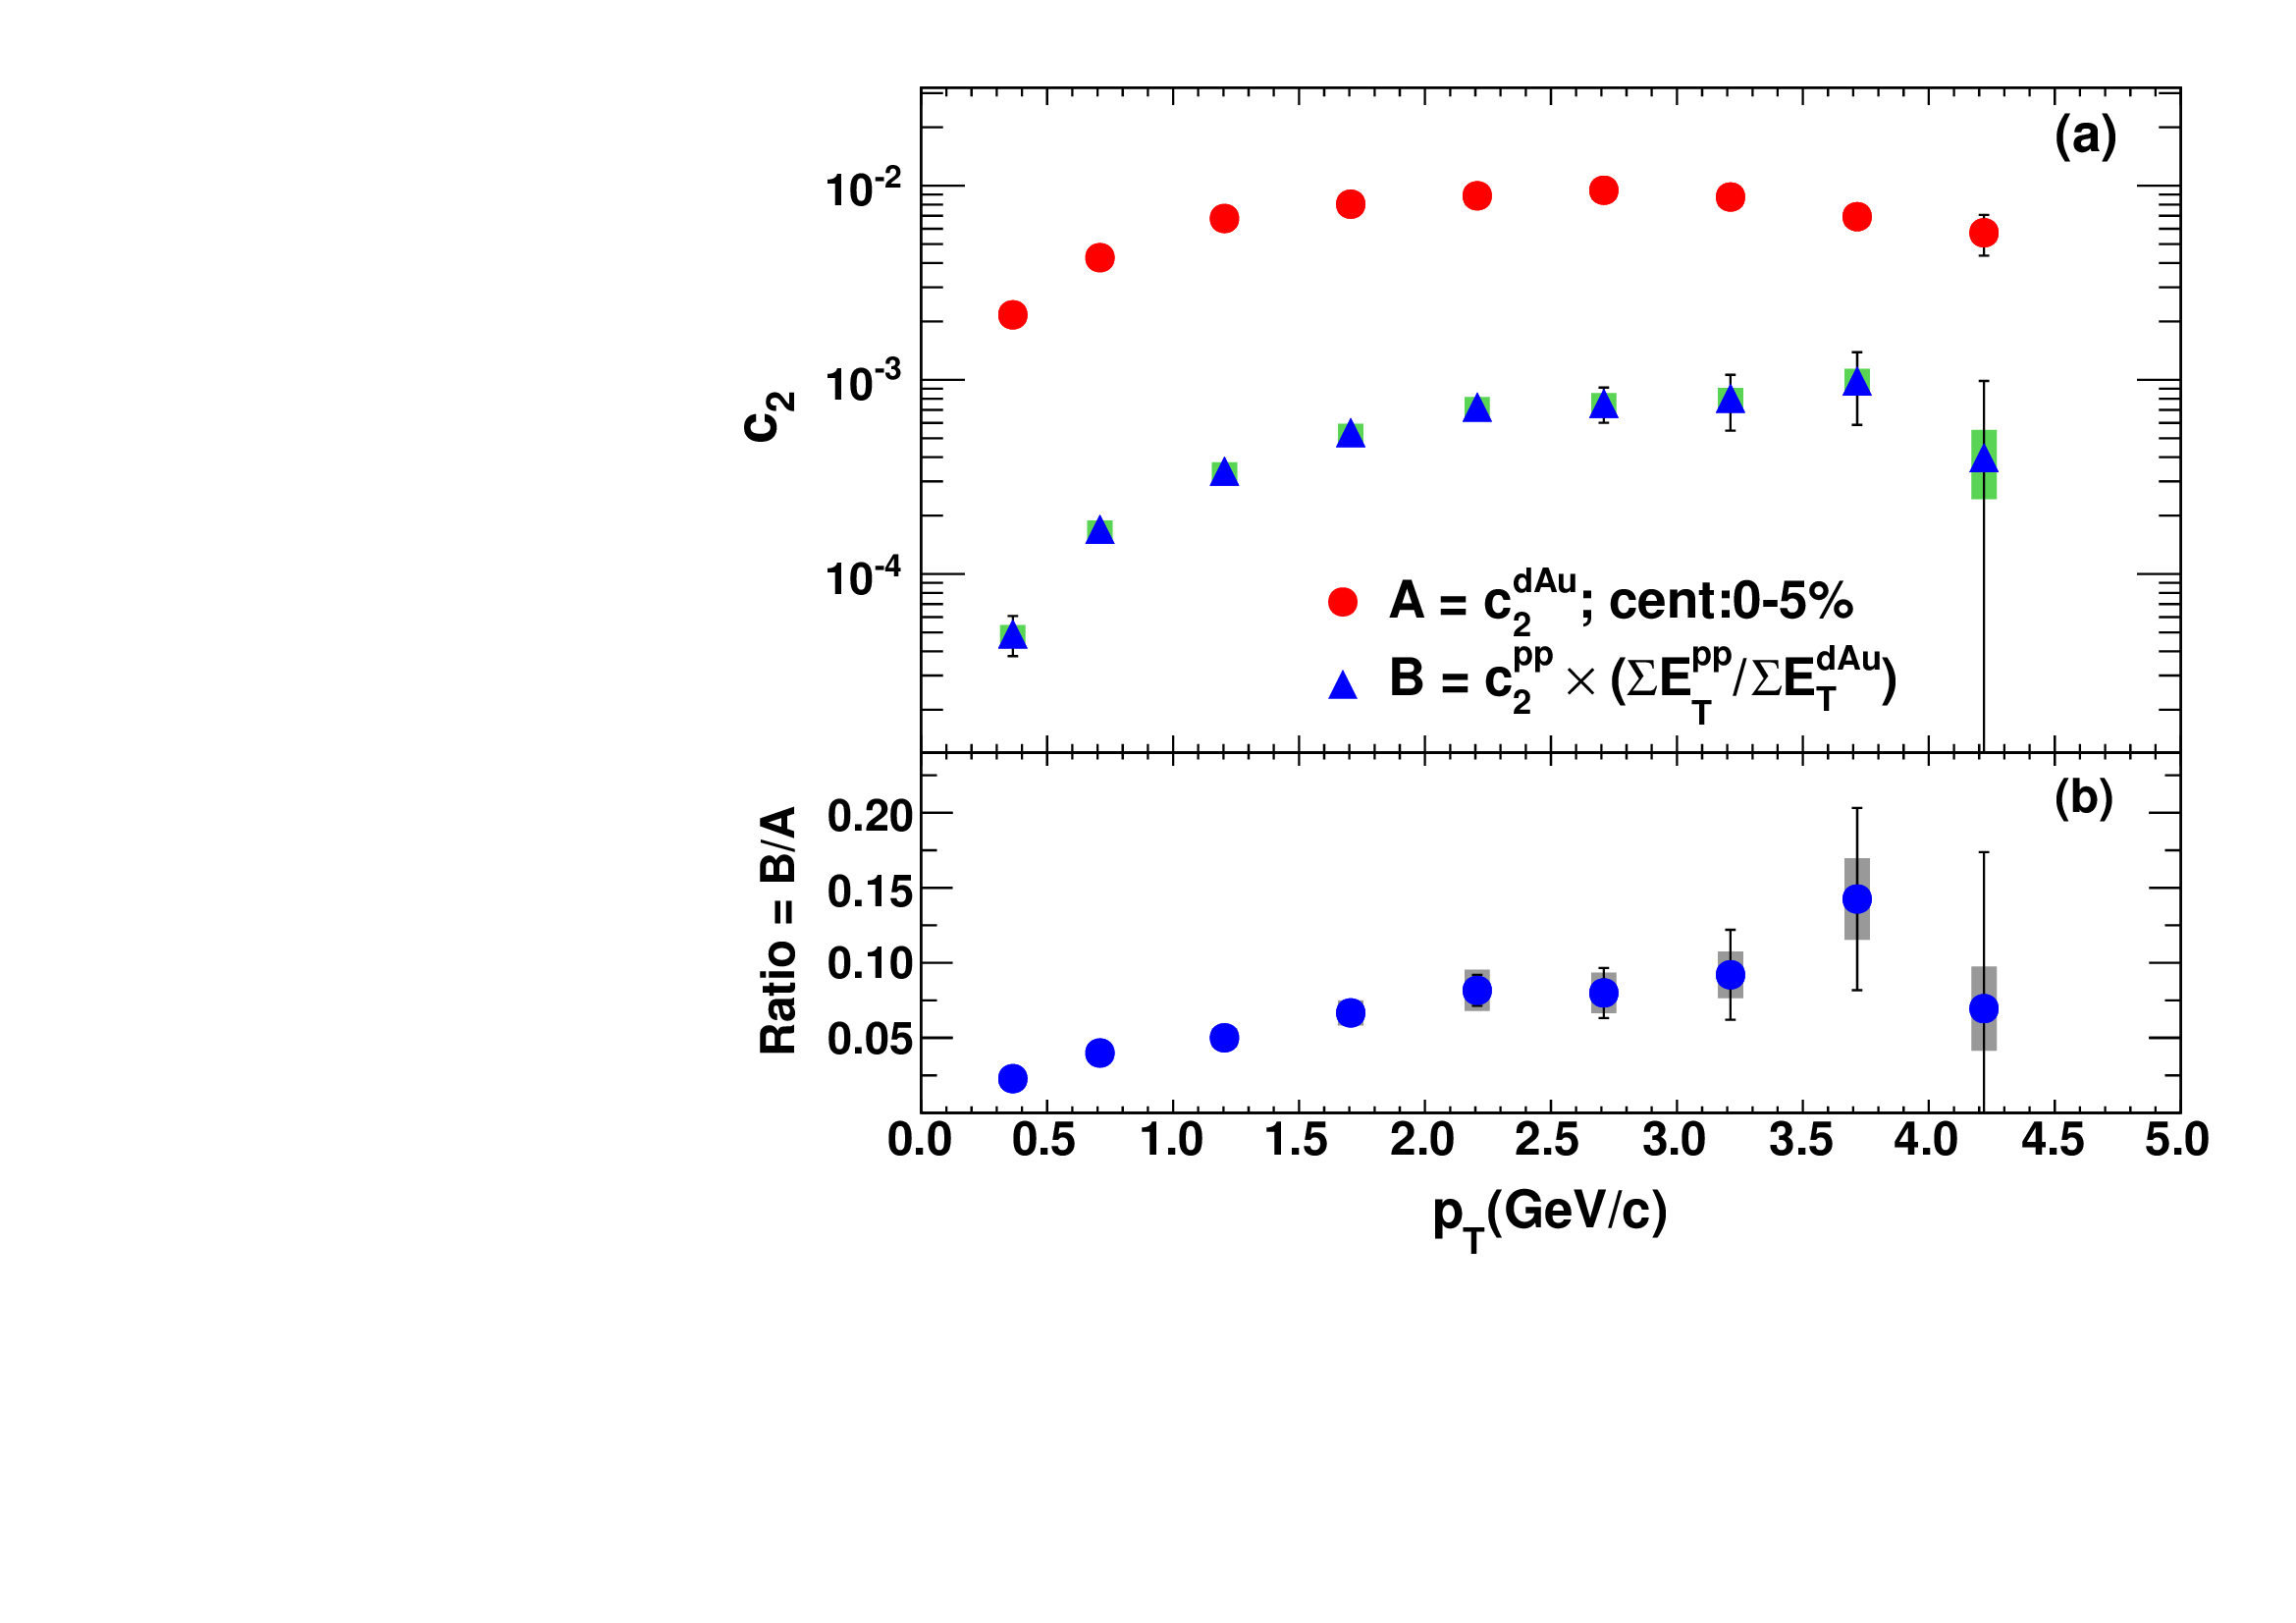 (a)
10^-2
10^-3
10^-4
c_2
A = c_2^dAu; cent:0-5%
B = c_2^pp × (ΣE_T^pp/ΣE_T^dAu)
(b)
0.20
0.15
0.10
0.05
Ratio = B/A
0.0 0.5 1.0 1.5 2.0 2.5 3.0 3.5 4.0 4.5 5.0
p_T(GeV/c)